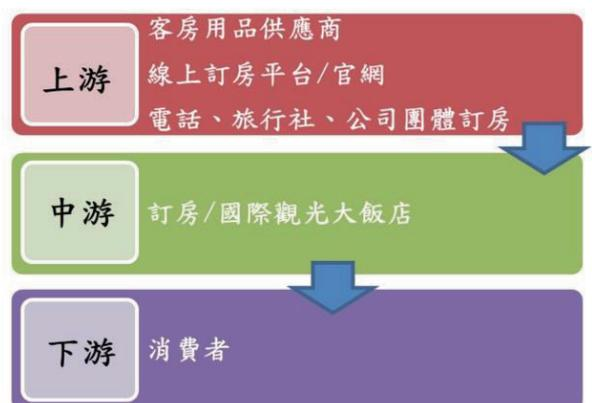 上游
客房用品供應商
線上訂房平台/官網
電話、旅行社、公司團體訂房
中游
訂房/國際觀光大飯店
下游
消費者